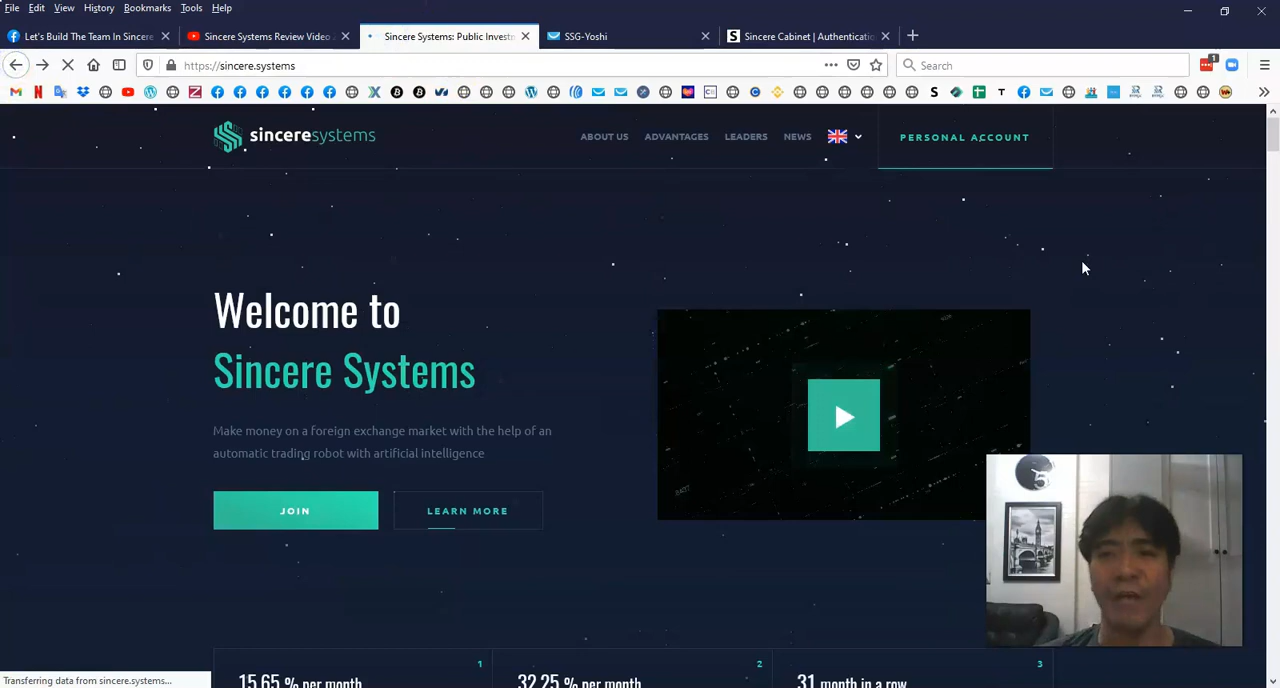 File Edit View History Bookmarks Tools Help
Let's Build The Team In Sincere
Sincere Systems Review Video
Sincere Systems: Public Investm
SSG-Yoshi
Sincere Cabinet | Authenticatio
https://sincere.systems
Search
1
sinceresystems
ABOUT US ADVANTAGES LEADERS NEWS PERSONAL ACCOUNT
Welcome to
Sincere Systems
Make money on a foreign exchange market with the help of an
automatic trading robot with artificial intelligence
JOIN LEARN MORE
1 2 3
15.65 % per month 32.25 % per month 31 month in a row
Transferring data from sincere.systems...